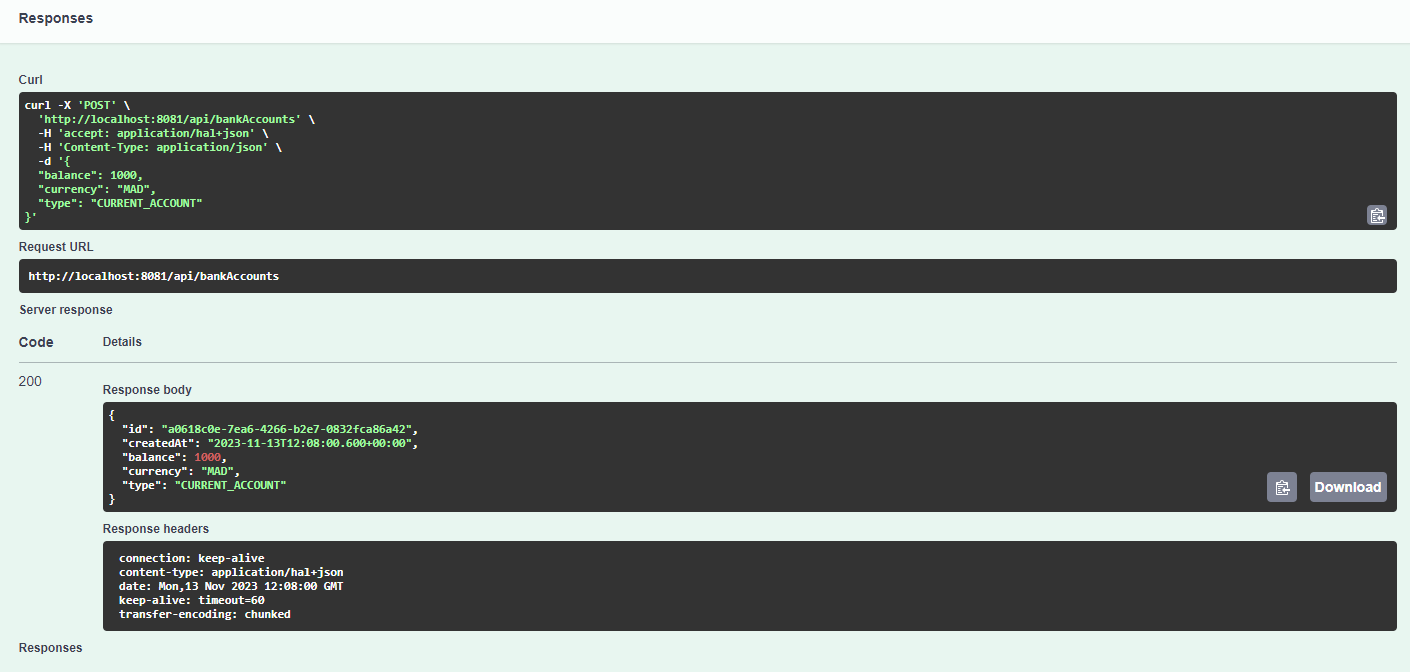 Responses
Curl
curl -X 'POST' \
  'http://localhost:8081/api/bankAccounts' \
  -H 'accept: application/hal+json' \
  -H 'Content-Type: application/json' \
  -d '{
  "balance": 1000,
  "currency": "MAD",
  "type": "CURRENT_ACCOUNT"
}'
Request URL
http://localhost:8081/api/bankAccounts
Server response
Code Details
200
Response body
{
  "id": "a0618c0e-7ea6-4266-b2e7-0832fca86a42",
  "createdAt": "2023-11-13T12:08:00.600+00:00",
  "balance": 1000,
  "currency": "MAD",
  "type": "CURRENT_ACCOUNT"
}
Download
Response headers
connection: keep-alive
content-type: application/hal+json
date: Mon,13 Nov 2023 12:08:00 GMT
keep-alive: timeout=60
transfer-encoding: chunked
Responses